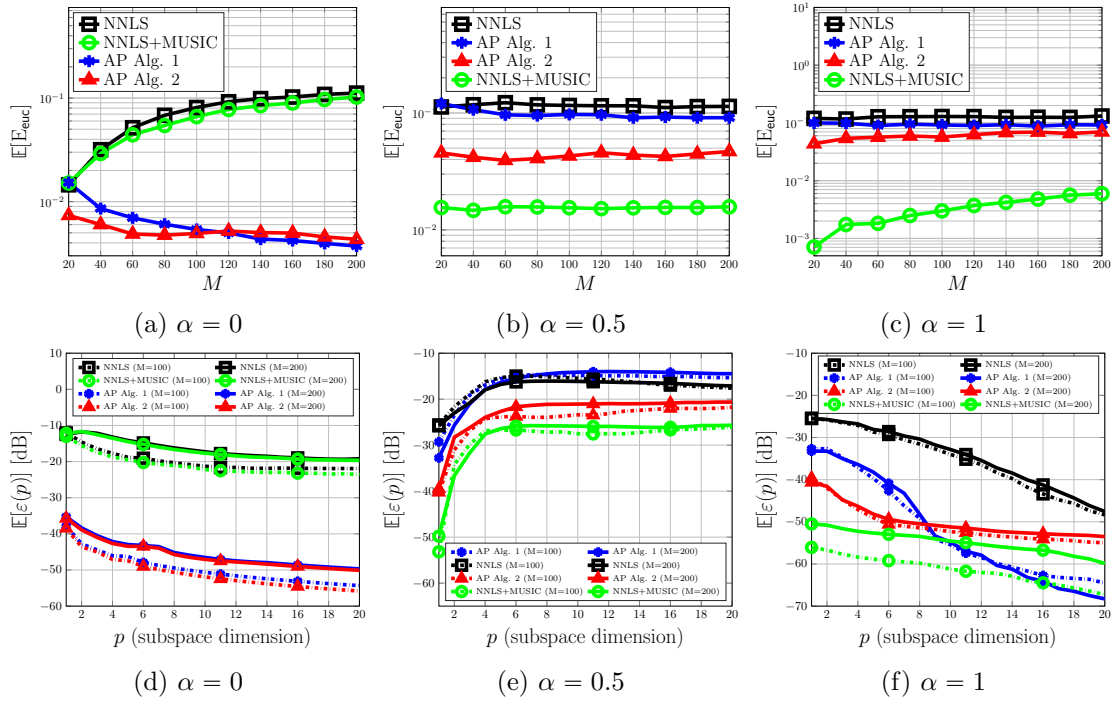 NNLS
NNLS+MUSIC
AP Alg. 1
AP Alg. 2
10^{-1}
10^{-2}
𝔼[E_{euc}]
20 40 60 80 100 120 140 160 180 200
M
(a) α = 0
NNLS
AP Alg. 1
AP Alg. 2
NNLS+MUSIC
10^{-1}
10^{-2}
𝔼[E_{euc}]
20 40 60 80 100 120 140 160 180 200
M
(b) α = 0.5
NNLS
AP Alg. 1
AP Alg. 2
NNLS+MUSIC
10^{1}
10^{0}
10^{-1}
10^{-2}
10^{-3}
𝔼[E_{euc}]
20 40 60 80 100 120 140 160 180 200
M
(c) α = 1
NNLS (M=100) NNLS (M=200)
NNLS+MUSIC (M=100) NNLS+MUSIC (M=200)
AP Alg. 1 (M=100) AP Alg. 1 (M=200)
AP Alg. 2 (M=100) AP Alg. 2 (M=200)
10
0
−10
−20
−30
−40
−50
−60
𝔼[ε(p)] [dB]
2 4 6 8 10 12 14 16 18 20
p (subspace dimension)
(d) α = 0
−10
−20
−30
−40
−50
−60
𝔼[ε(p)] [dB]
AP Alg. 1 (M=100) AP Alg. 1 (M=200)
NNLS (M=100) NNLS (M=200)
AP Alg. 2 (M=100) AP Alg. 2 (M=200)
NNLS+MUSIC (M=100) NNLS+MUSIC (M=200)
2 4 6 8 10 12 14 16 18 20
p (subspace dimension)
(e) α = 0.5
NNLS (M=100) NNLS (M=200)
AP Alg. 1 (M=100) AP Alg. 1 (M=200)
AP Alg. 2 (M=100) AP Alg. 2 (M=200)
NNLS+MUSIC (M=100) NNLS+MUSIC (M=200)
−10
−20
−30
−40
−50
−60
−70
𝔼[ε(p)] [dB]
2 4 6 8 10 12 14 16 18 20
p (subspace dimension)
(f) α = 1